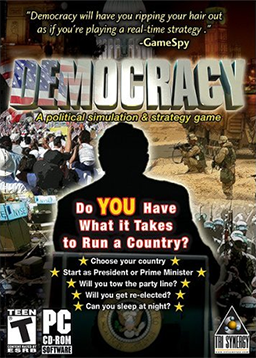 "Democracy will have you ripping your hair out
as if you're playing a real-time strategy."
-GameSpy
DEMOCRACY
A political simulation & strategy game
Do YOU Have
What it Takes
to Run a Country?
Choose your country
Start as President or Prime Minister
Will you tow the party line?
Will you get re-elected?
Can you sleep at night?
TEEN
T
CONTENT RATED BY
ESRB
PC
CD-ROM
SOFTWARE
TRI SYNERGY